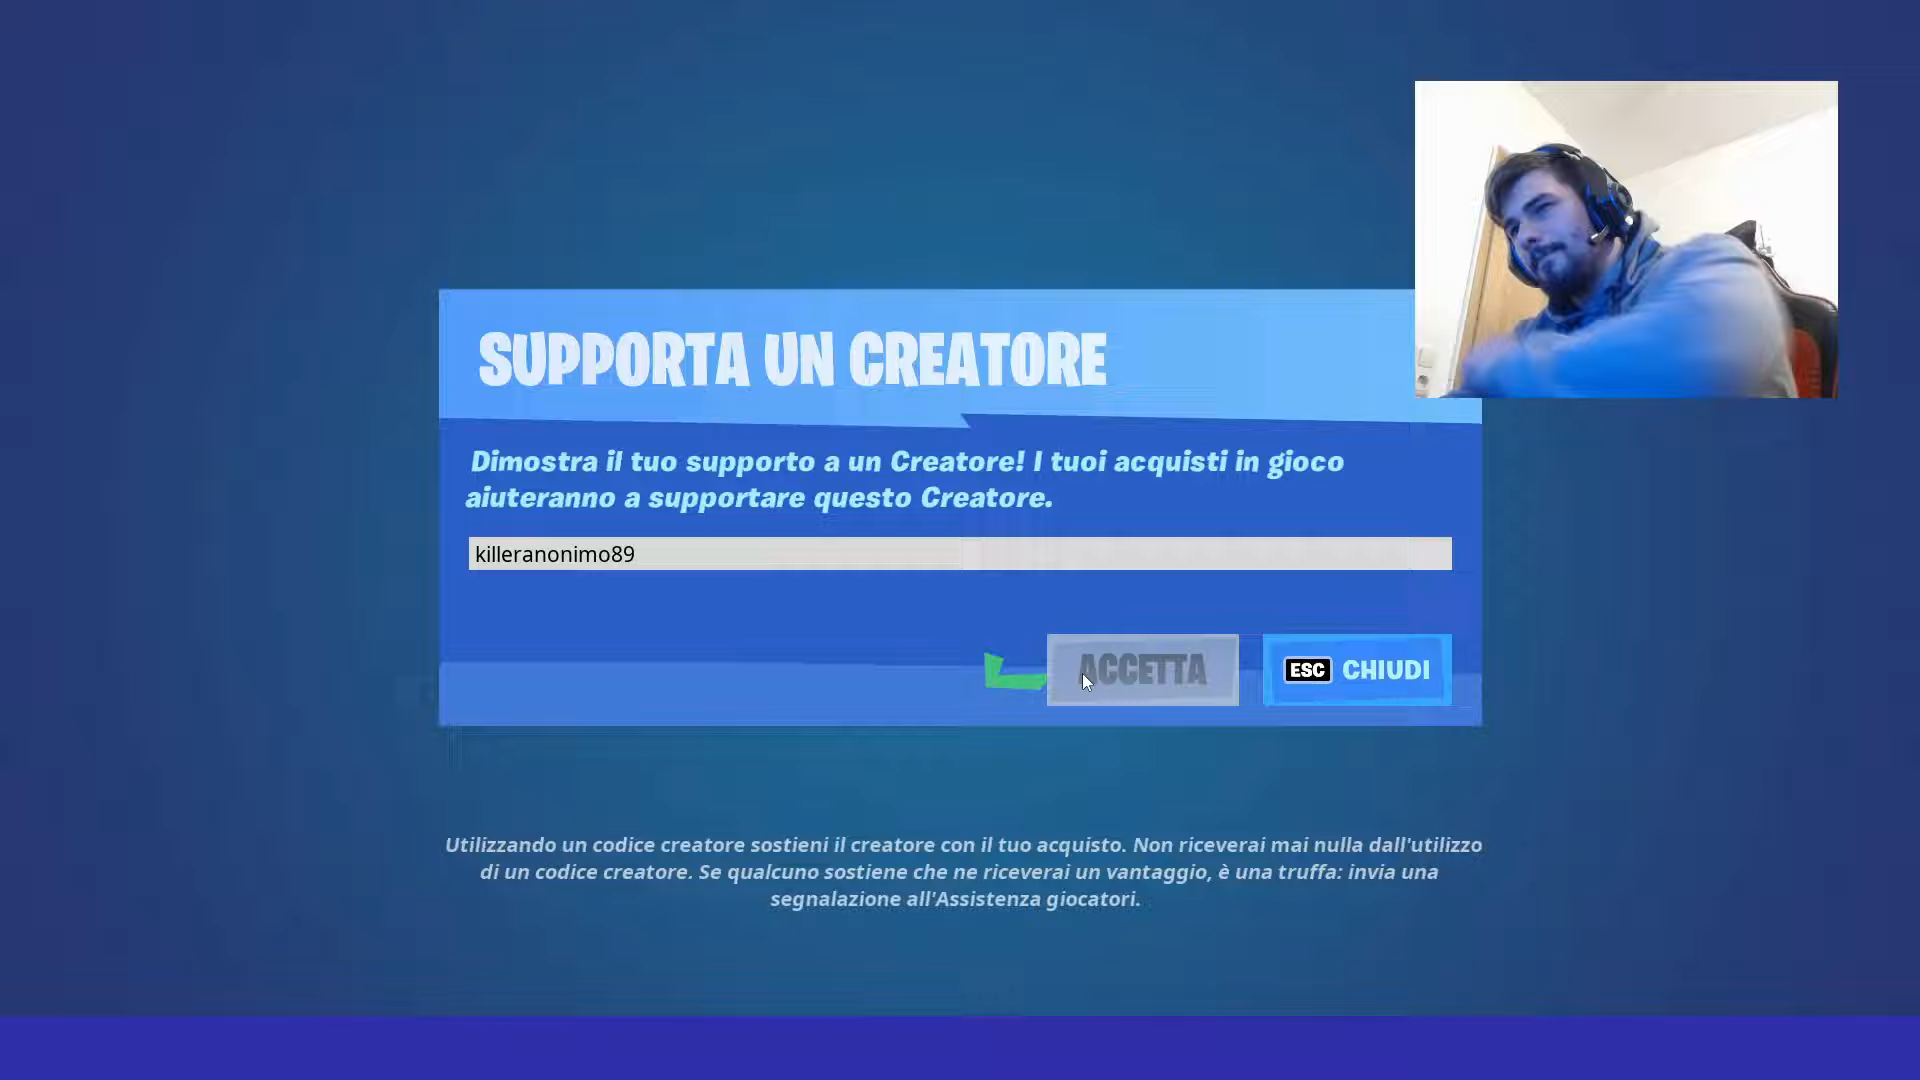 SUPPORTA UN CREATORE
Dimostra il tuo supporto a un Creatore! I tuoi acquisti in gioco
aiuteranno a supportare questo Creatore.
killeranonimo89
ACCETTA
ESC CHIUDI
Utilizzando un codice creatore sostieni il creatore con il tuo acquisto. Non riceverai mai nulla dall'utilizzo
di un codice creatore. Se qualcuno sostiene che ne riceverai un vantaggio, è una truffa: invia una
segnalazione all'Assistenza giocatori.